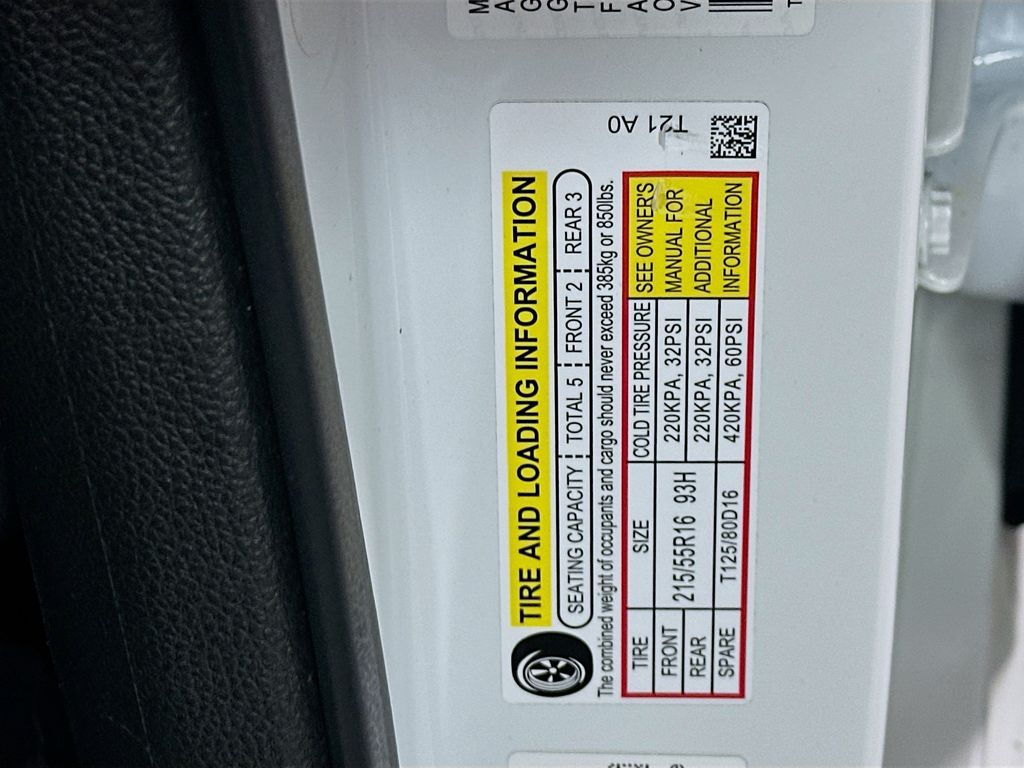 T21 A0
TIRE AND LOADING INFORMATION
SEATING CAPACITY TOTAL 5 FRONT 2 REAR 3
The combined weight of occupants and cargo should never exceed 385kg or 850lbs.
TIRE SIZE COLD TIRE PRESSURE SEE OWNER'S
FRONT 215/55R16 93H 220KPA, 32PSI MANUAL FOR
REAR 220KPA, 32PSI ADDITIONAL
SPARE T125/80D16 420KPA, 60PSI INFORMATION